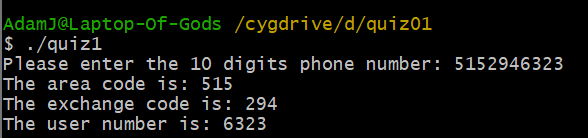 AdamJ@Laptop-Of-Gods /cygdrive/d/quiz01
$ ./quiz1
Please enter the 10 digits phone number: 5152946323
The area code is: 515
The exchange code is: 294
The user number is: 6323